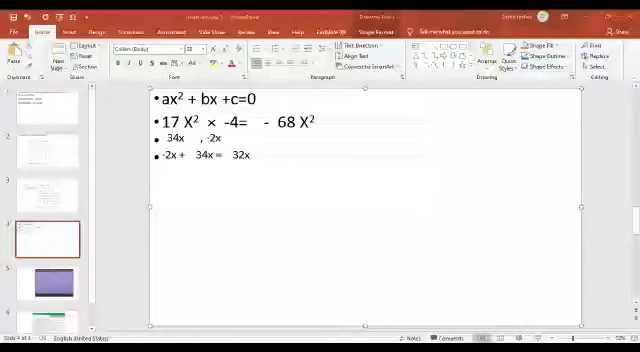 File Home Insert Design Transitions Animations Slide Show Review View
Tell me what you want to do
Paste New Slide Layout Reset Section
Text Direction
Align Text
Convert to SmartArt
Arrange Quick Styles
Shape Fill
Shape Outline
Shape Effects
Find
Replace
Select
Clipboard Slides Font Paragraph Drawing Editing
• ax² + bx +c=0
• 17 X² × -4= - 68 X²
• 34x , -2x
• -2x + 34x = 32x
Slide 4 of 6 English (United States) Notes Comments 72%